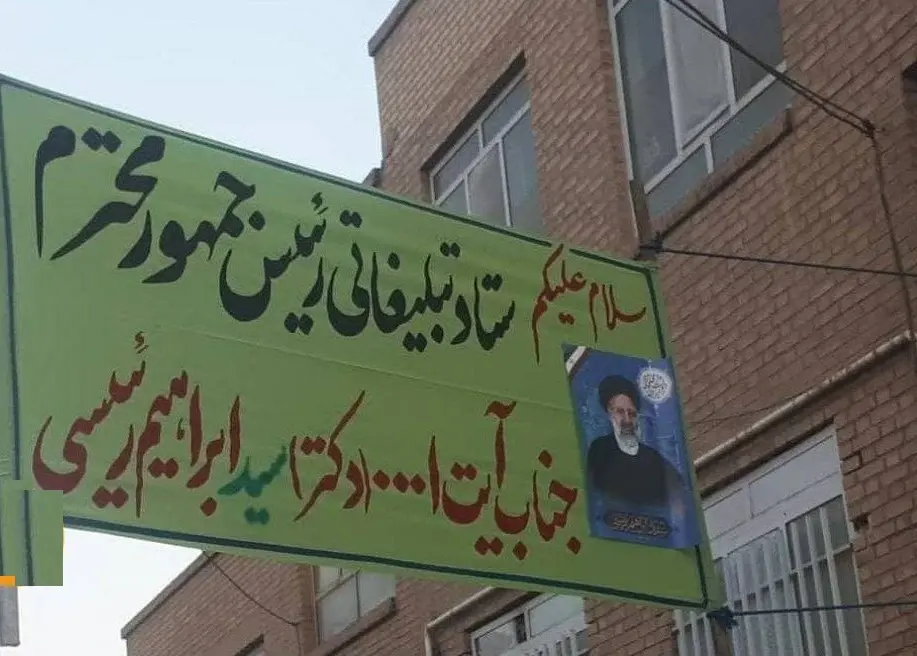 سلام علیکم ستاد تبلیغاتی رئیس جمهور محترم
جناب آیت ا.... (دکتر) سید ابراهیم رئیسی